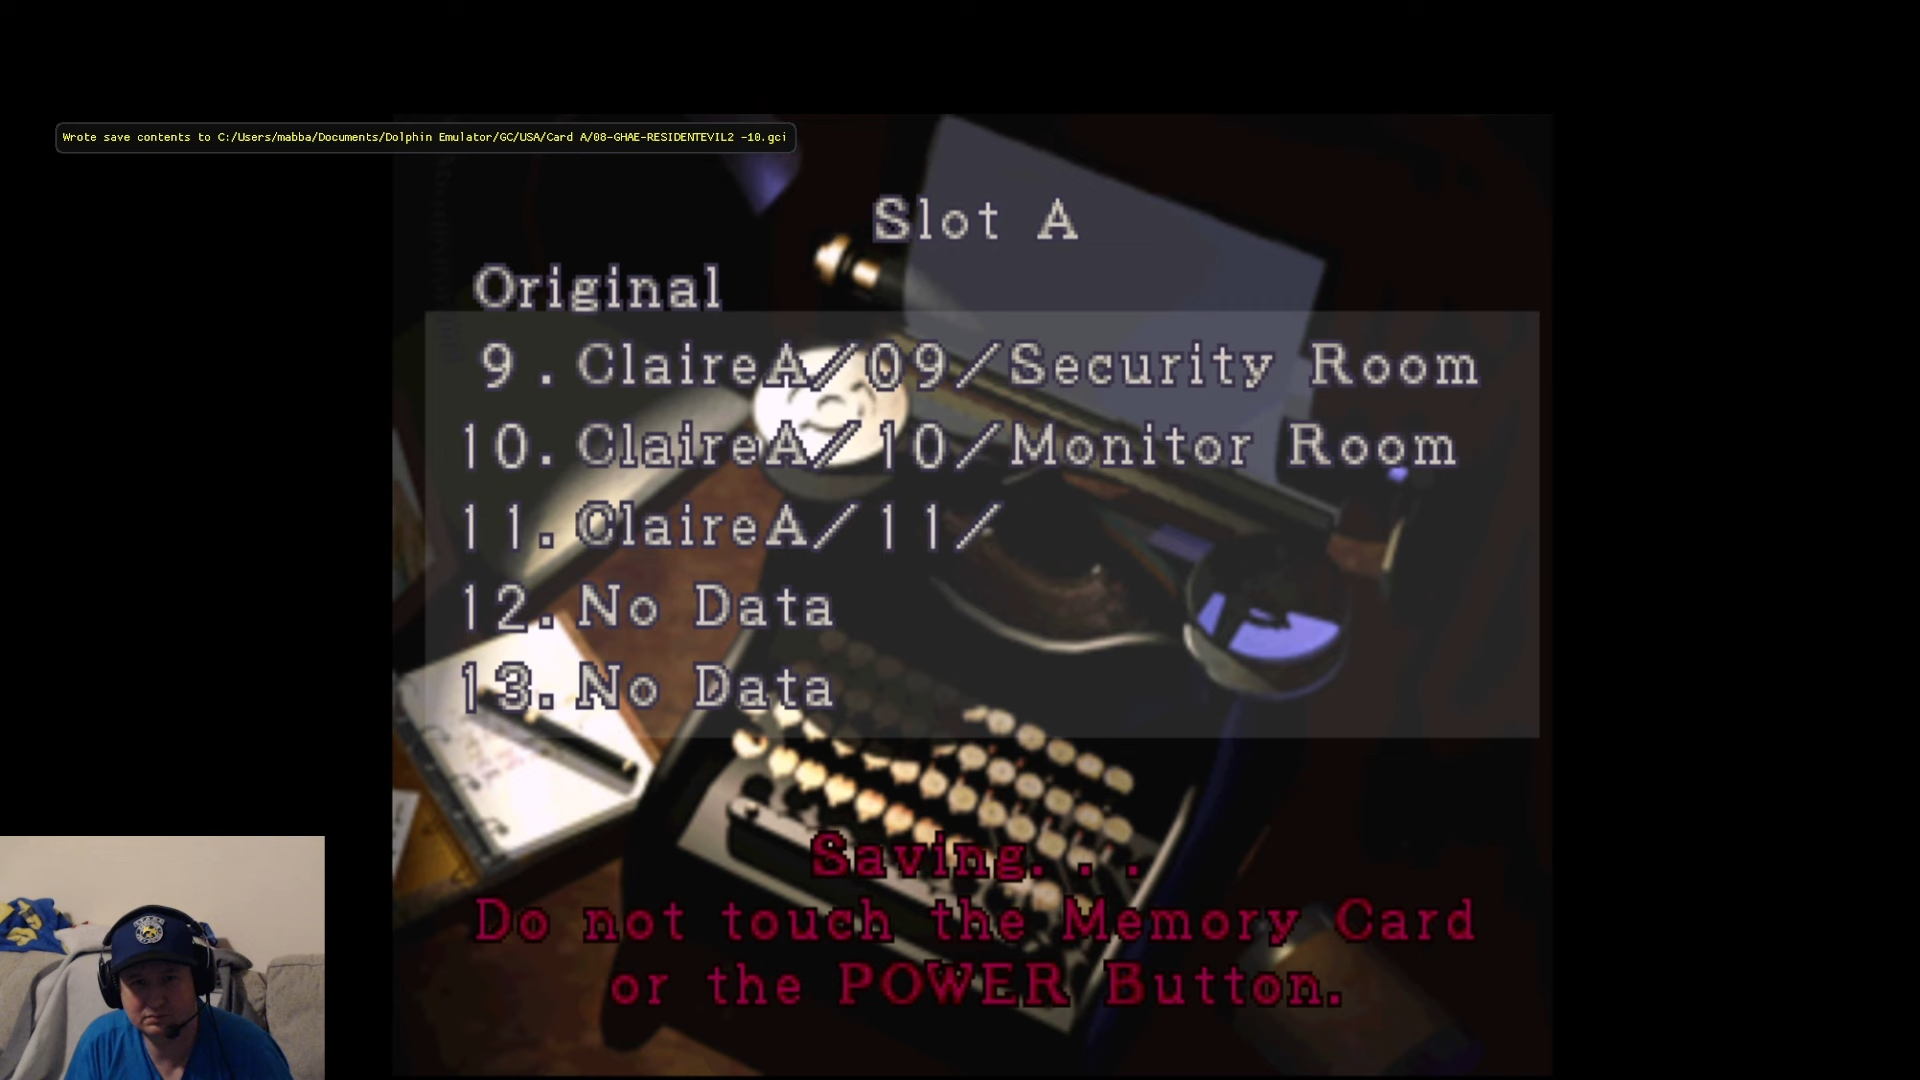 Wrote save contents to C:/Users/mabba/Documents/Dolphin Emulator/GC/USA/Card A/08-GHAE-RESIDENTEVIL2 -10.gci
Slot A
Original
9. ClaireA/09/Security Room
10. ClaireA/10/Monitor Room
11. ClaireA/11/
12. No Data
13. No Data
Saving...
Do not touch the Memory Card
or the POWER Button.